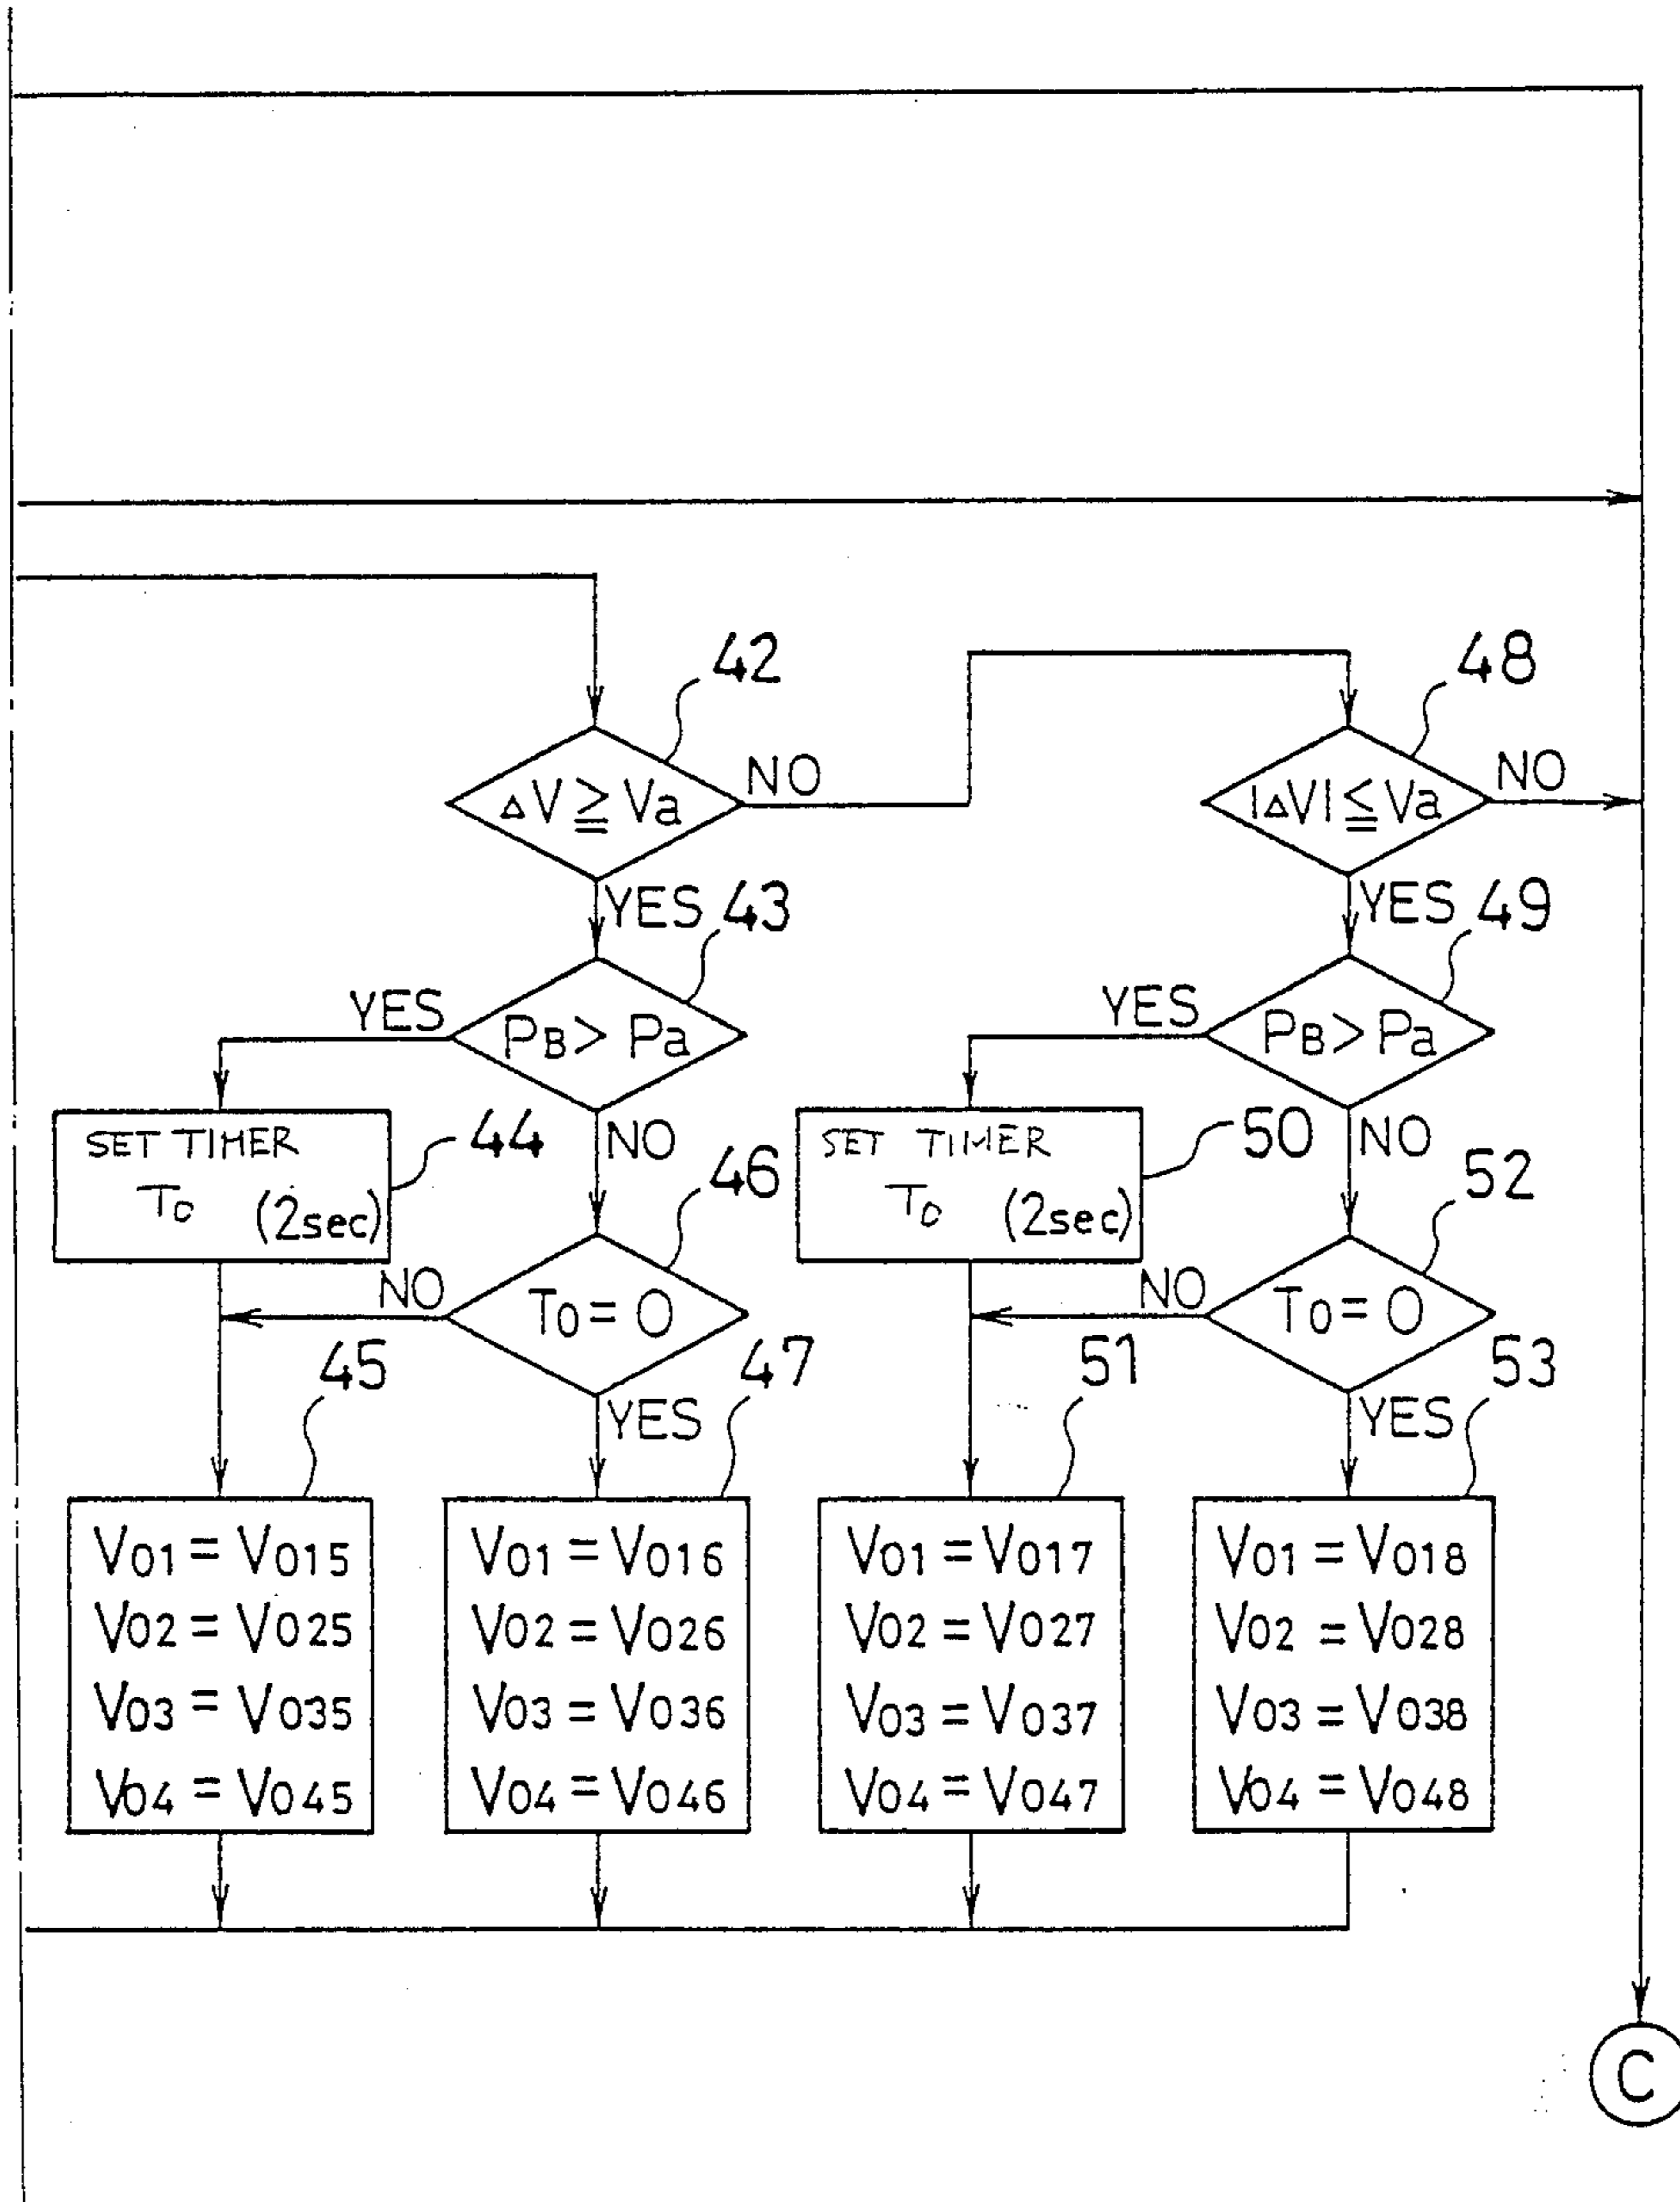 42
48
△V ≧ Va
NO
|△V| ≦ Va
NO
YES
43
YES
49
YES
PB > Pa
YES
PB > Pa
SET TIMER
T0 (2sec)
44
NO
SET TIMER
T0 (2sec)
50
NO
46
52
NO
T0 = 0
NO
T0 = 0
45
47
51
53
YES
YES
V01 = V015
V02 = V025
V03 = V035
V04 = V045
V01 = V016
V02 = V026
V03 = V036
V04 = V046
V01 = V017
V02 = V027
V03 = V037
V04 = V047
V01 = V018
V02 = V028
V03 = V038
V04 = V048
C